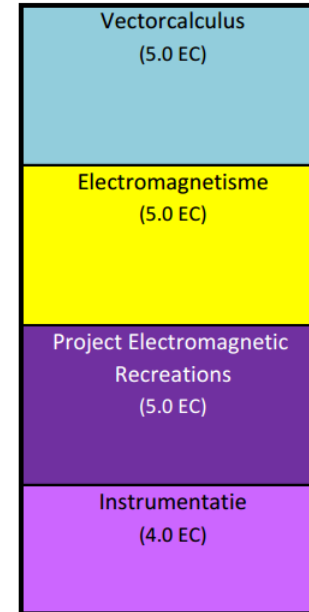 Vectorcalculus
(5.0 EC)
Electromagnetisme
(5.0 EC)
Project Electromagnetic
Recreations
(5.0 EC)
Instrumentatie
(4.0 EC)